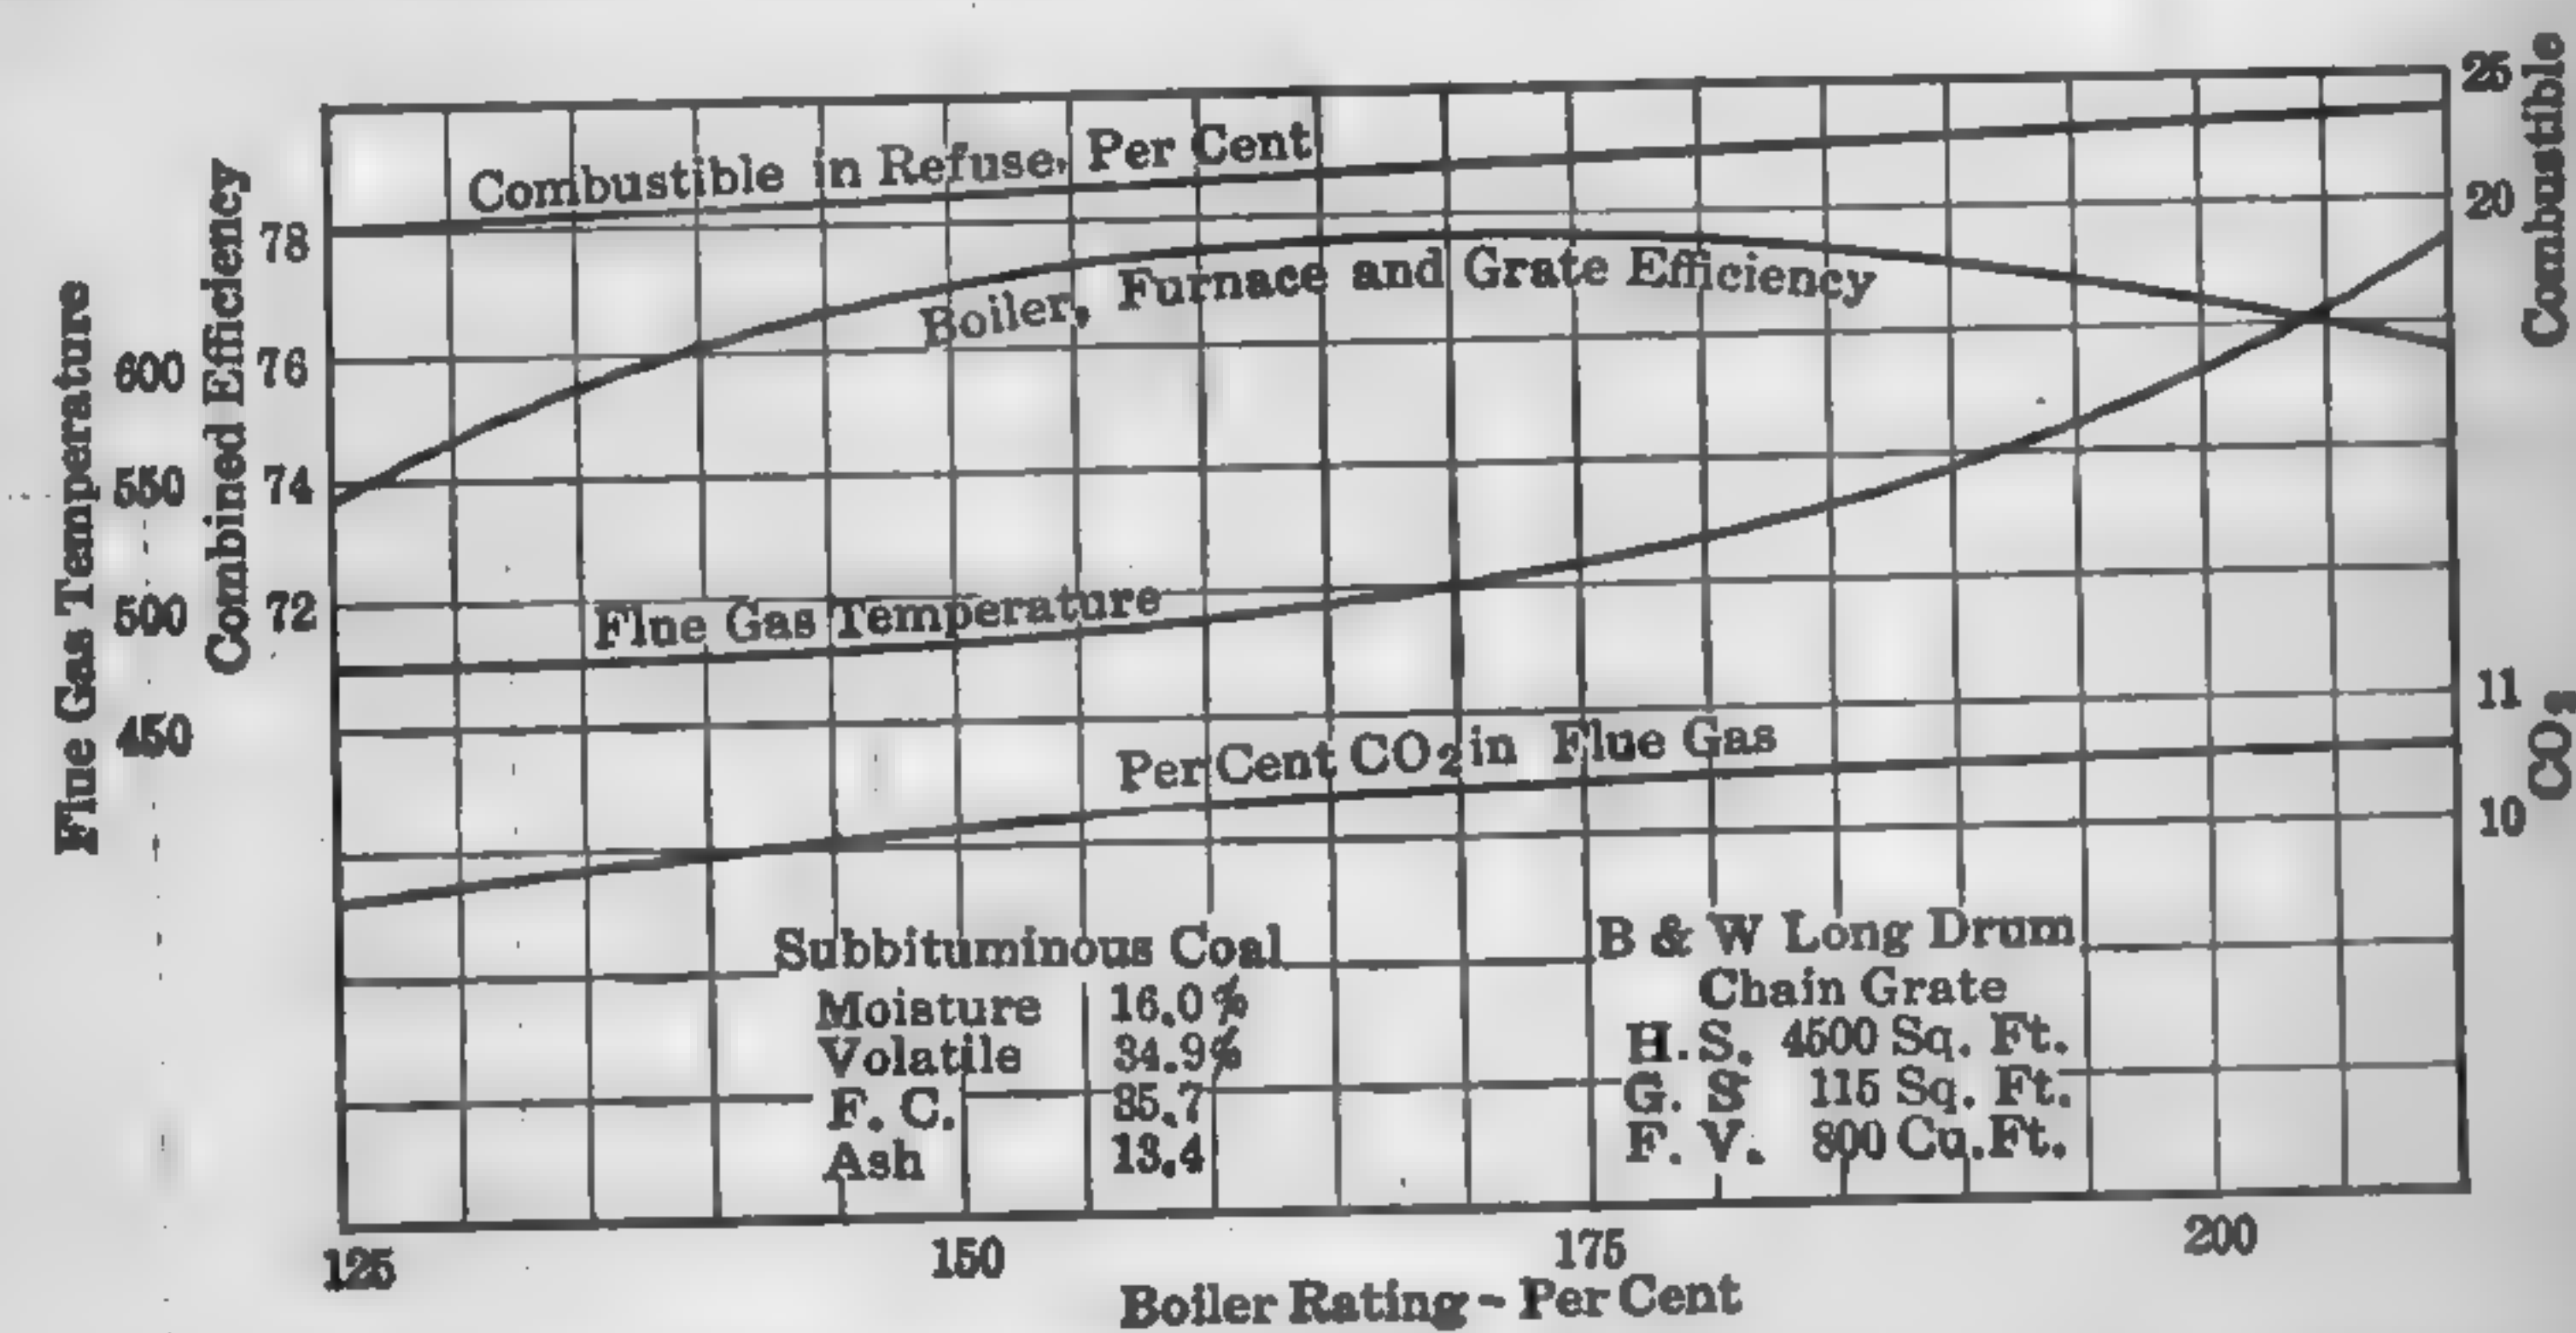 Combustible in Refuse, Per Cent
Boiler, Furnace and Grate Efficiency
Flue Gas Temperature
Per Cent CO2 in Flue Gas
Flue Gas Temperature
600
550
500
450
Combined Efficiency
78
76
74
72
25
20
Combustible
11
10
CO2
Subbituminous Coal
Moisture 16.0%
Volatile 34.9%
F. C. 35.7
Ash 13.4
B & W Long Drum
Chain Grate
H. S. 4500 Sq. Ft.
G. S 115 Sq. Ft.
F. V. 800 Cu. Ft.
125 150 175 200
Boiler Rating - Per Cent